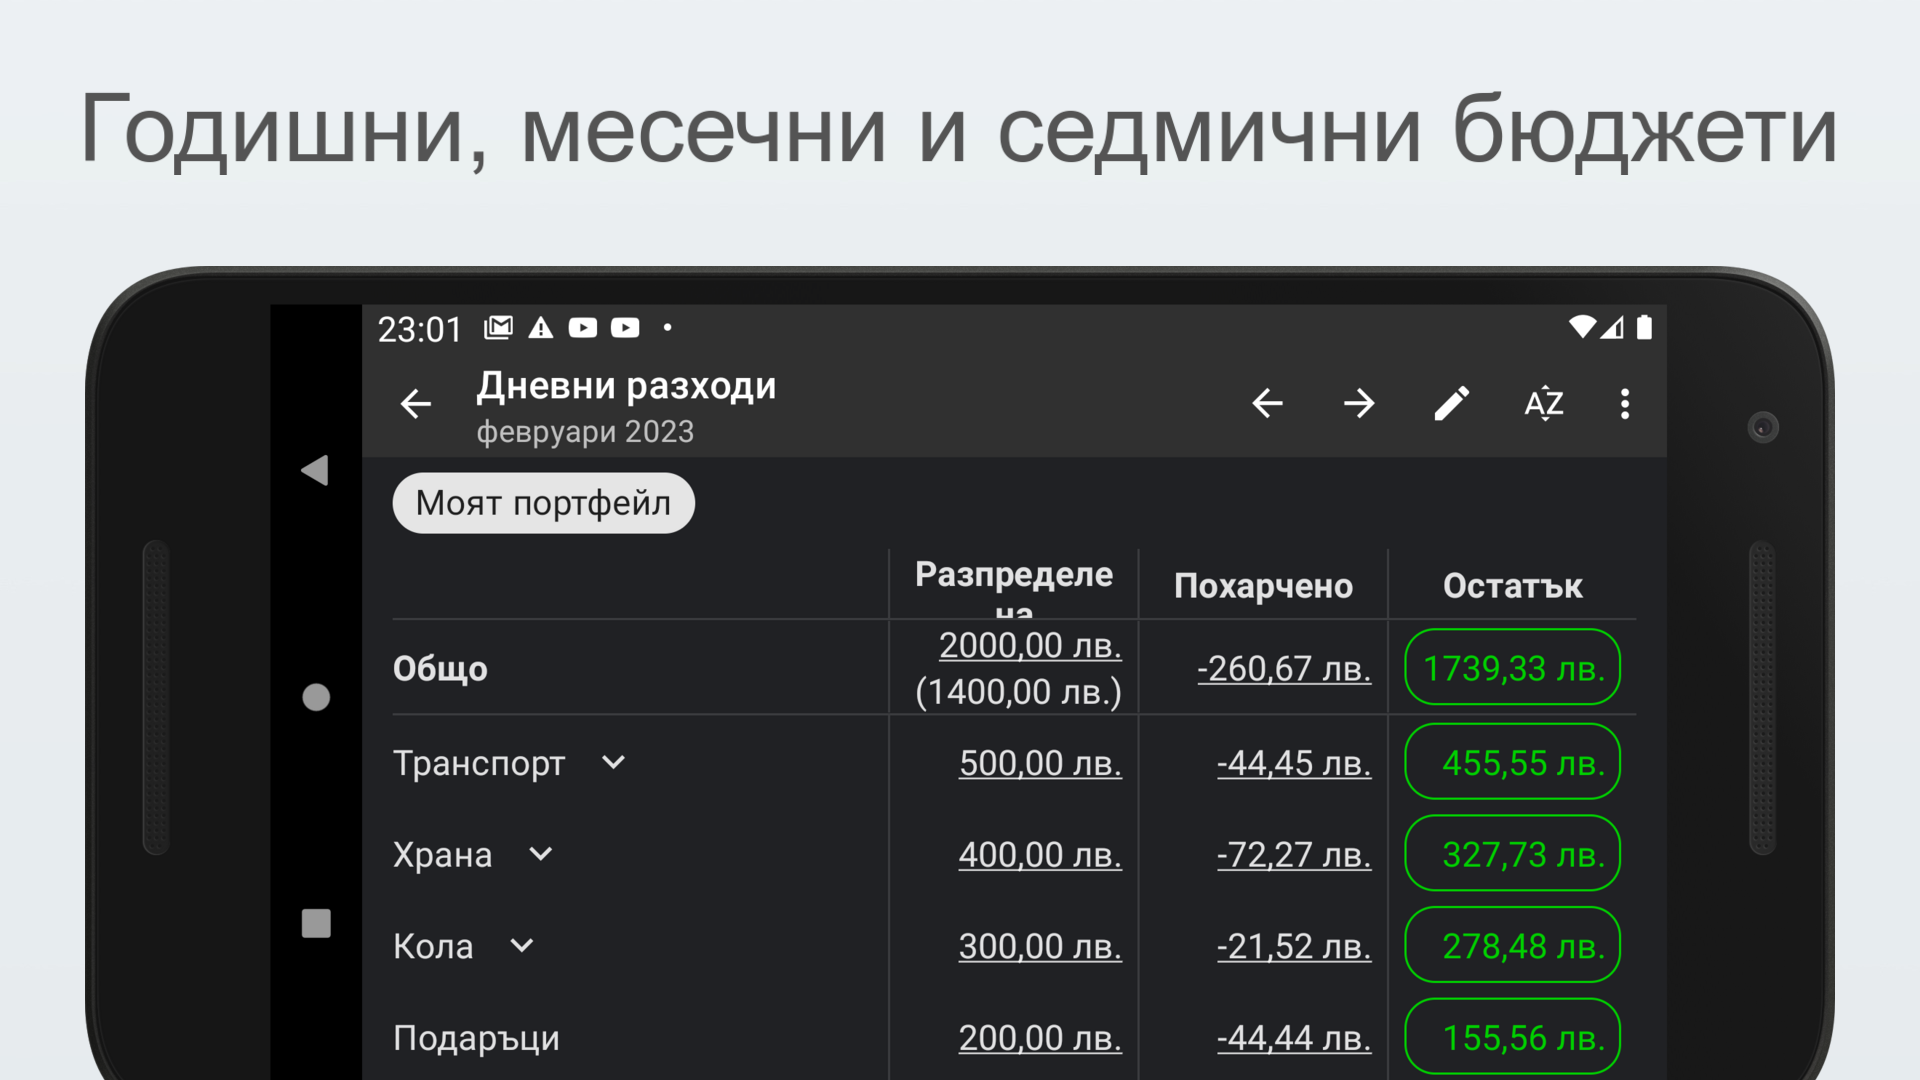 Годишни, месечни и седмични бюджети
23:01
Дневни разходи
февруари 2023
AZ
Моят портфейл
Разпределе
на
Похарчено
Остатък
Общо
2000,00 лв.
(1400,00 лв.)
-260,67 лв.
1739,33 лв.
Транспорт
500,00 лв.
-44,45 лв.
455,55 лв.
Храна
400,00 лв.
-72,27 лв.
327,73 лв.
Кола
300,00 лв.
-21,52 лв.
278,48 лв.
Подаръци
200,00 лв.
-44,44 лв.
155,56 лв.